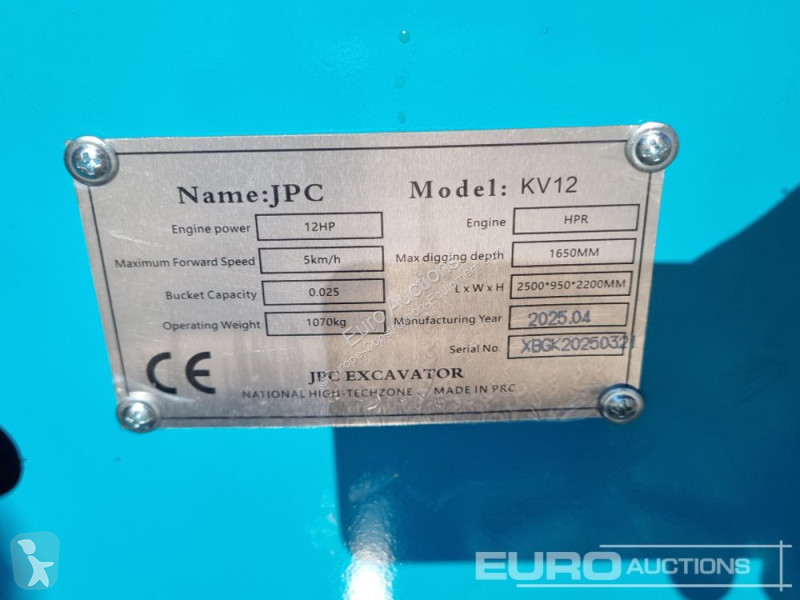 Name:JPC Model: KV12
Engine power 12HP Engine HPR
Maximum Forward Speed 5km/h Max digging depth 1650MM
Bucket Capacity 0.025 LxWxH 2500*950*2200MM
Operating Weight 1070kg Manufacturing Year 2025.04
Serial No. XBGK20250321
CE
JPC EXCAVATOR
NATIONAL HIGH-TECHZONE MADE IN PRC
Euro Auctions
EURO AUCTIONS